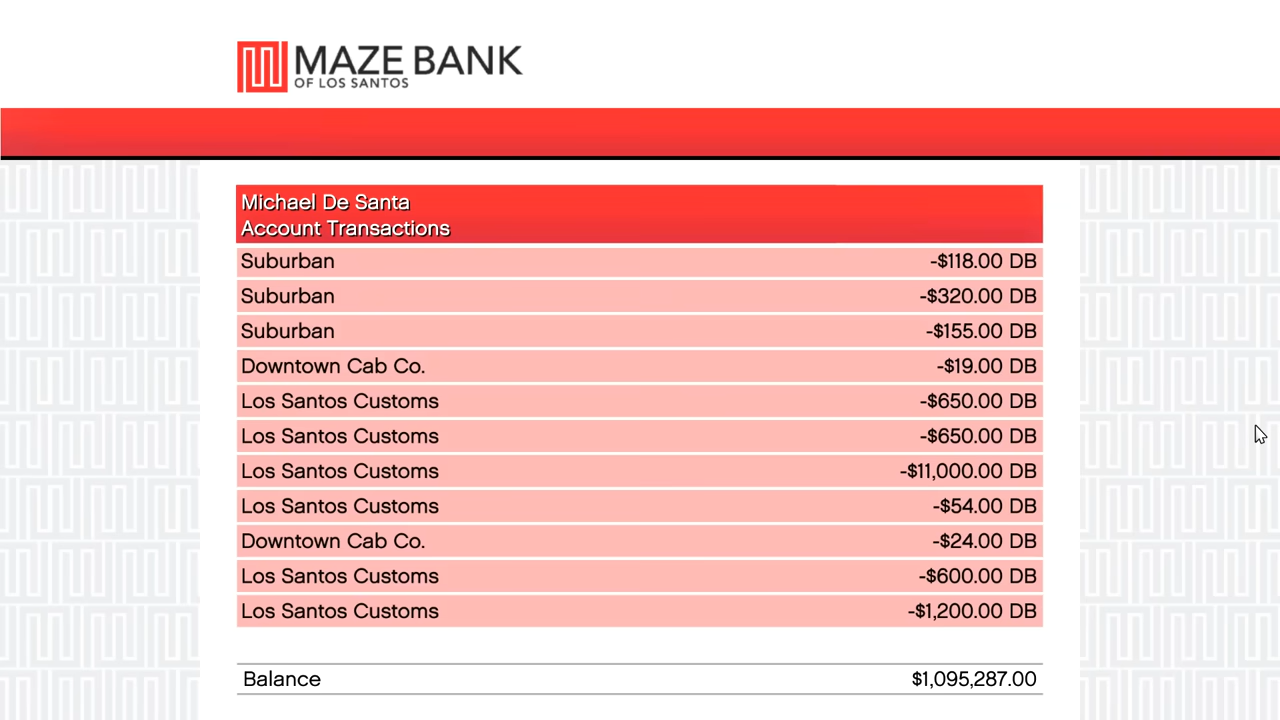 MAZE BANK
OF LOS SANTOS
Michael De Santa
Account Transactions
Suburban -$118.00 DB
Suburban -$320.00 DB
Suburban -$155.00 DB
Downtown Cab Co. -$19.00 DB
Los Santos Customs -$650.00 DB
Los Santos Customs -$650.00 DB
Los Santos Customs -$11,000.00 DB
Los Santos Customs -$54.00 DB
Downtown Cab Co. -$24.00 DB
Los Santos Customs -$600.00 DB
Los Santos Customs -$1,200.00 DB
Balance $1,095,287.00